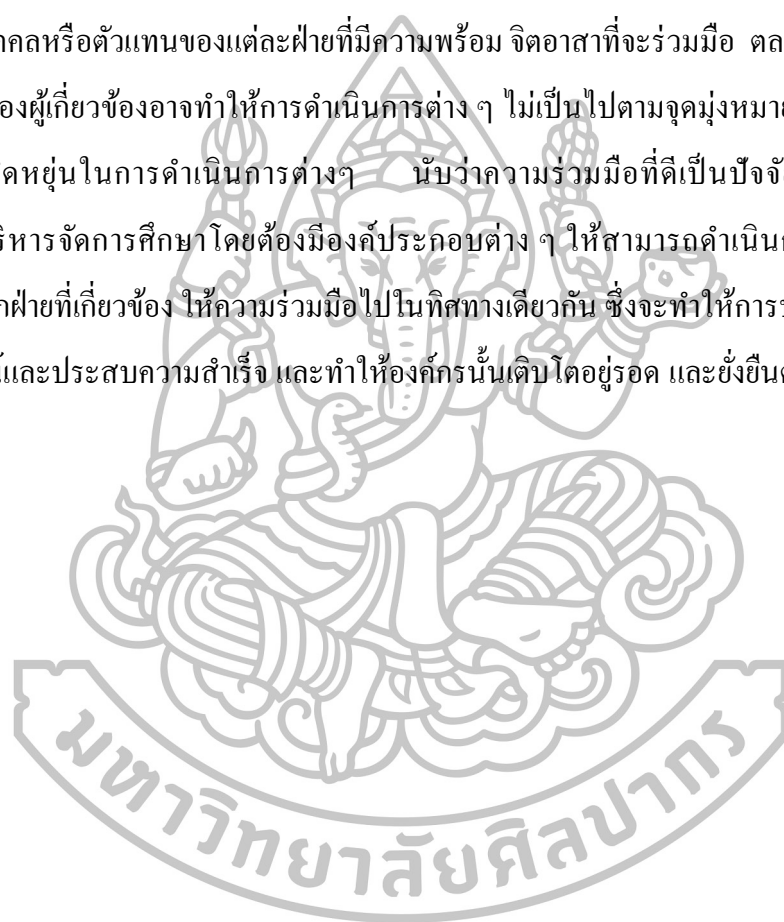 าคลหรือตัวแทนของแต่ละฝ่ายที่มีความพร้อม จิตอาสาที่จะร่วมมือ ตล
องผู้เกี่ยวข้องอาจทำให้การดำเนินการต่าง ๆ ไม่เป็นไปตามจุดมุ่งหมาย
ดหยุ่นในการดำเนินการต่างๆ นับว่าความร่วมมือที่ดีเป็นปัจจั
ริหารจัดการศึกษาโดยต้องมีองค์ประกอบต่าง ๆ ให้สามารถดำเนินก
กฝ่ายที่เกี่ยวข้อง ให้ความร่วมมือไปในทิศทางเดียวกัน ซึ่งจะทำให้การ
และประสบความสำเร็จ และทำให้องค์กรนั้นเติบโตอยู่รอด และยั่งยืน
มหาวิทยาลัยศิลปากร